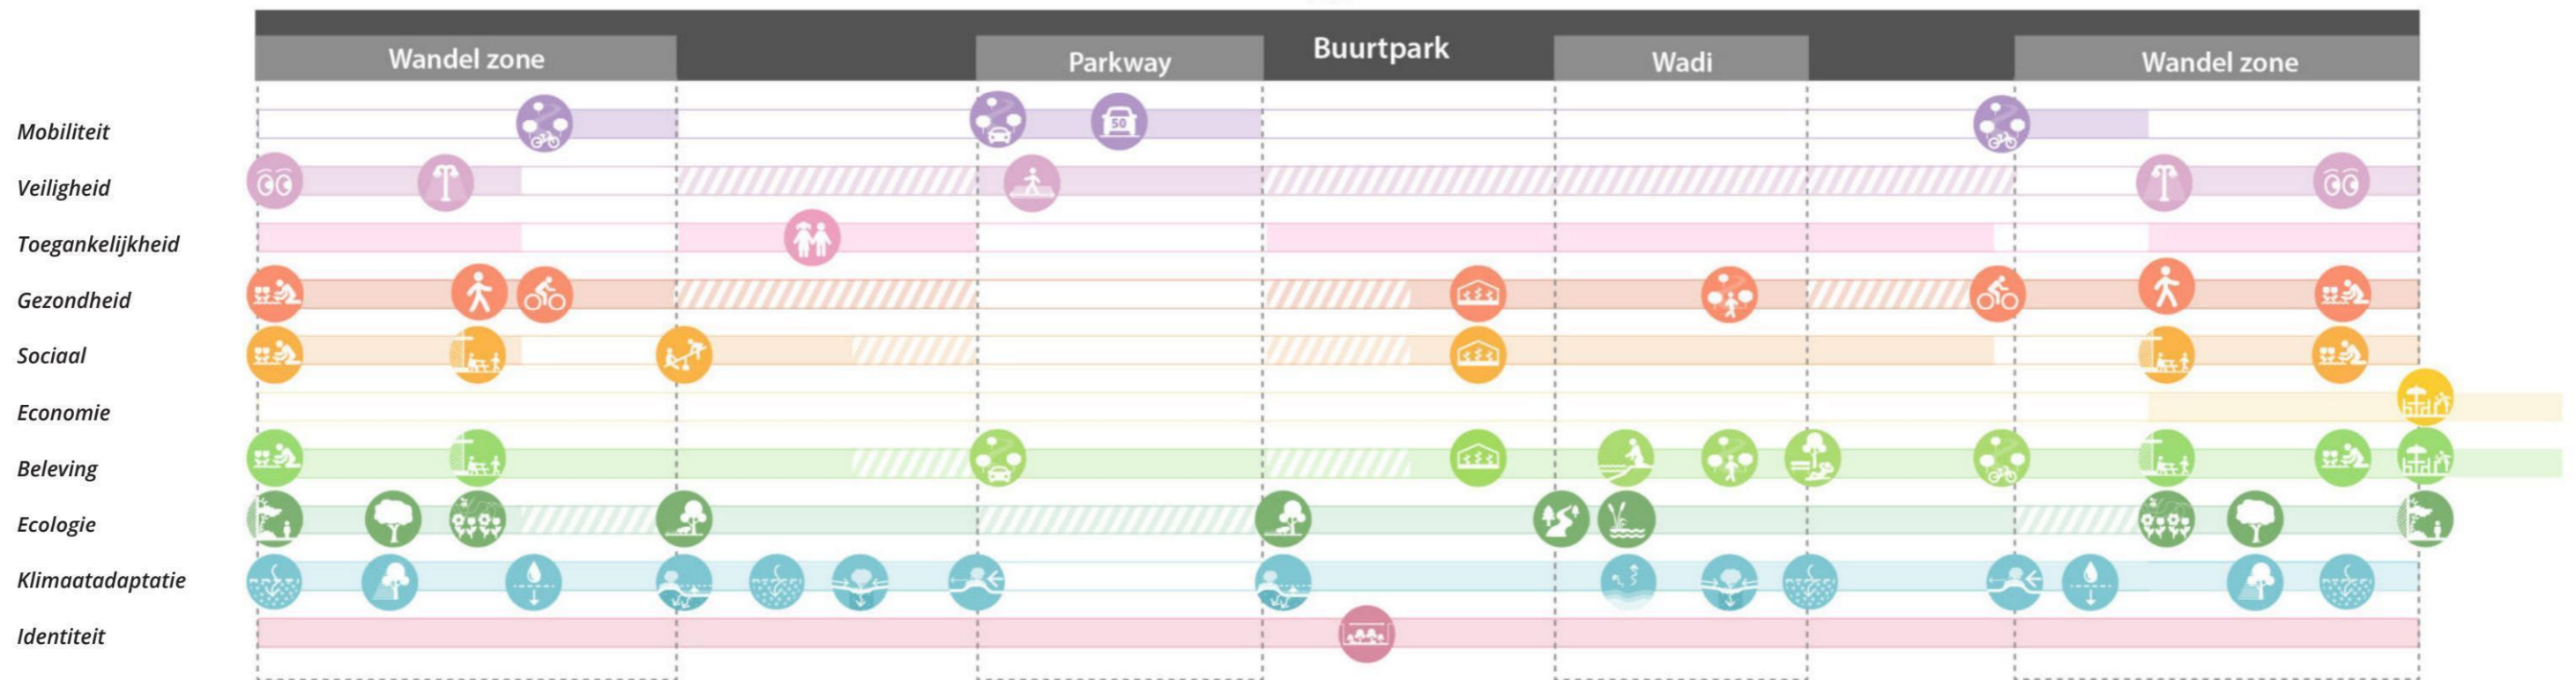 Buurtpark
Wandel zone
Parkway
Wadi
Wandel zone
Mobiliteit
50
Veiligheid
Toegankelijkheid
Gezondheid
Sociaal
Economie
Beleving
Ecologie
Klimaatadaptatie
Identiteit